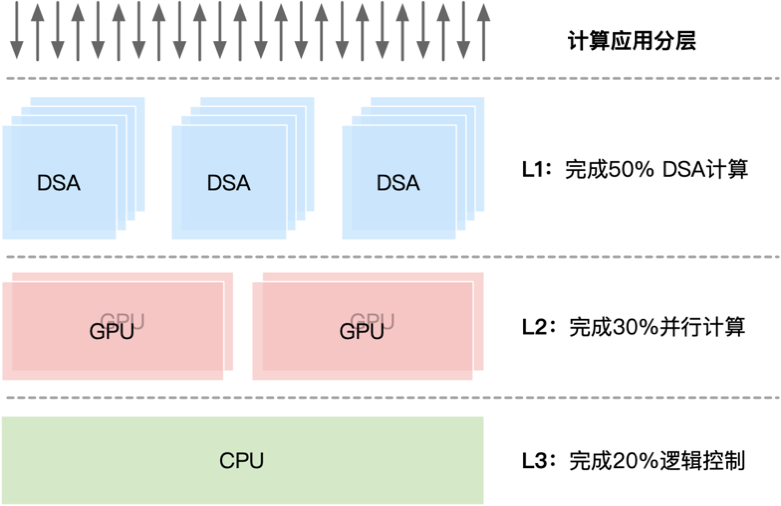 计算应用分层
DSA
DSA
DSA
L1：完成50% DSA计算
GPU
GPU
GPU
GPU
L2：完成30%并行计算
CPU
L3：完成20%逻辑控制